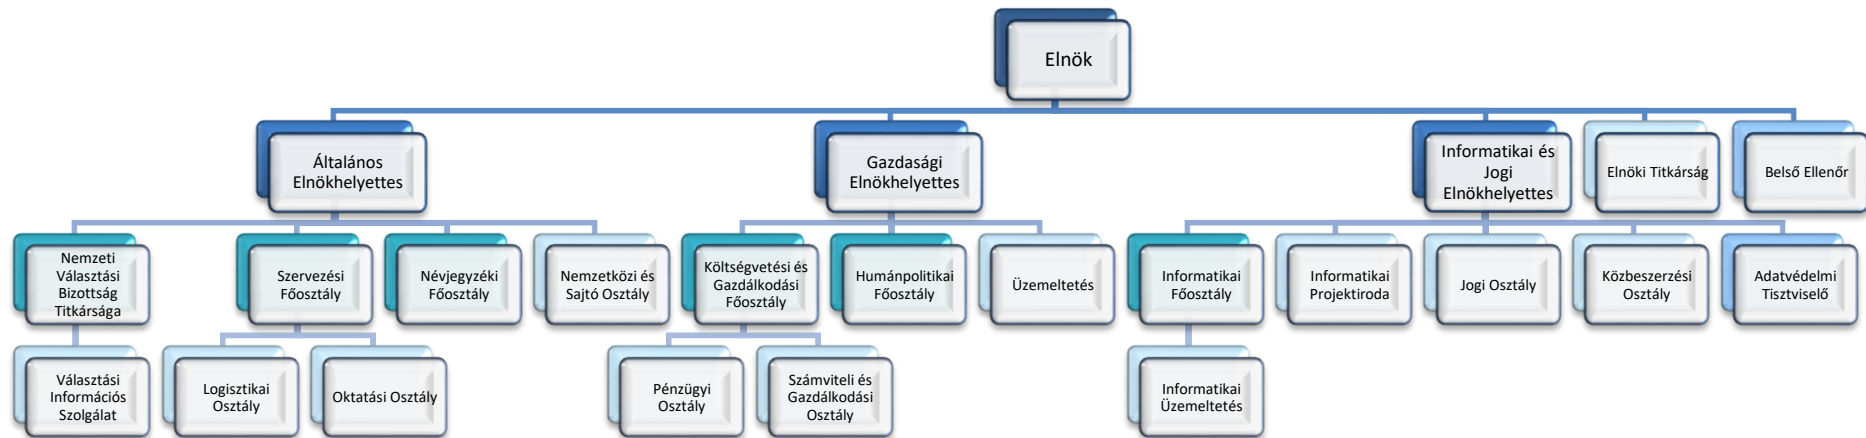 Elnök
Általános
Elnökhelyettes
Gazdasági
Elnökhelyettes
Informatikai és
Jogi
Elnökhelyettes
Elnöki Titkárság
Belső Ellenőr
Nemzeti
Választási
Bizottság
Titkársága
Szervezési
Főosztály
Névjegyzéki
Főosztály
Nemzetközi és
Sajtó Osztály
Költségvetési és
Gazdálkodási
Főosztály
Humánpolitikai
Főosztály
Üzemeltetés
Informatikai
Főosztály
Informatikai
Projektiroda
Jogi Osztály
Közbeszerzési
Osztály
Adatvédelmi
Tisztviselő
Választási
Információs
Szolgálat
Logisztikai
Osztály
Oktatási Osztály
Pénzügyi
Osztály
Számviteli és
Gazdálkodási
Osztály
Informatikai
Üzemeltetés